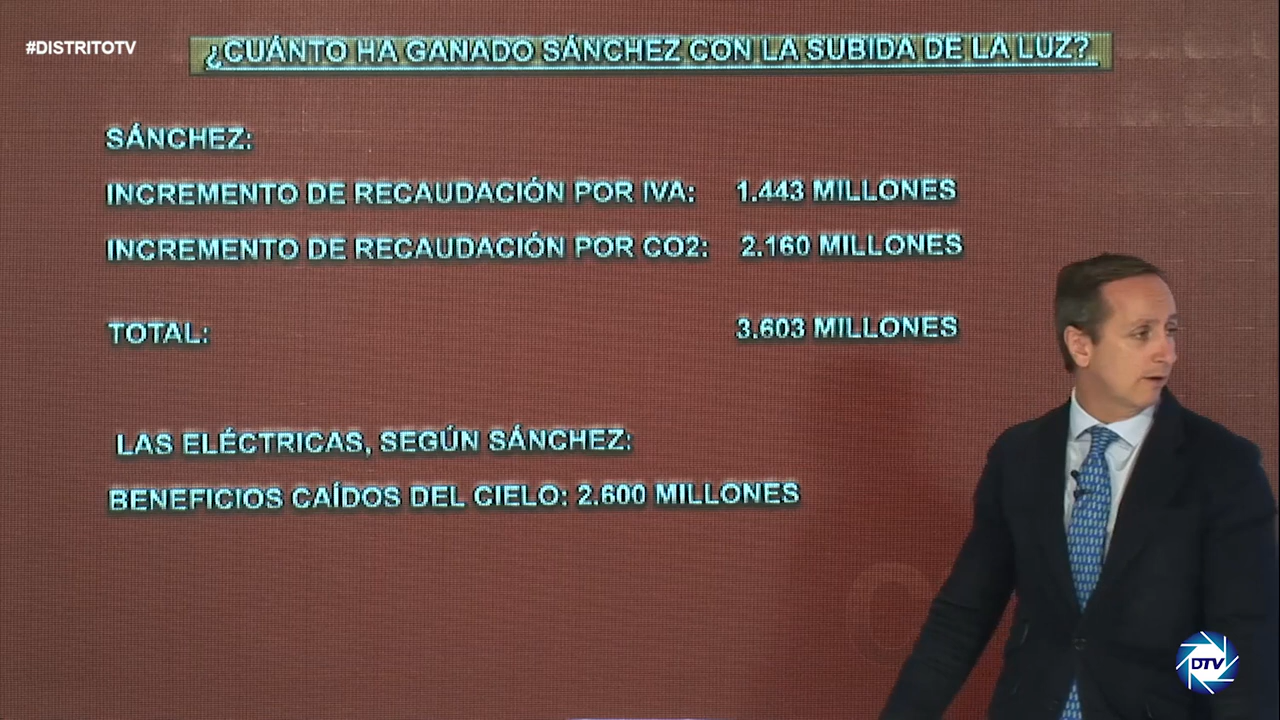 #DISTRITOTV
¿CUÁNTO HA GANADO SÁNCHEZ CON LA SUBIDA DE LA LUZ?
SÁNCHEZ:
INCREMENTO DE RECAUDACIÓN POR IVA: 1.443 MILLONES
INCREMENTO DE RECAUDACIÓN POR CO2: 2.160 MILLONES
TOTAL: 3.603 MILLONES
LAS ELÉCTRICAS, SEGÚN SÁNCHEZ:
BENEFICIOS CAÍDOS DEL CIELO: 2.600 MILLONES
DTV